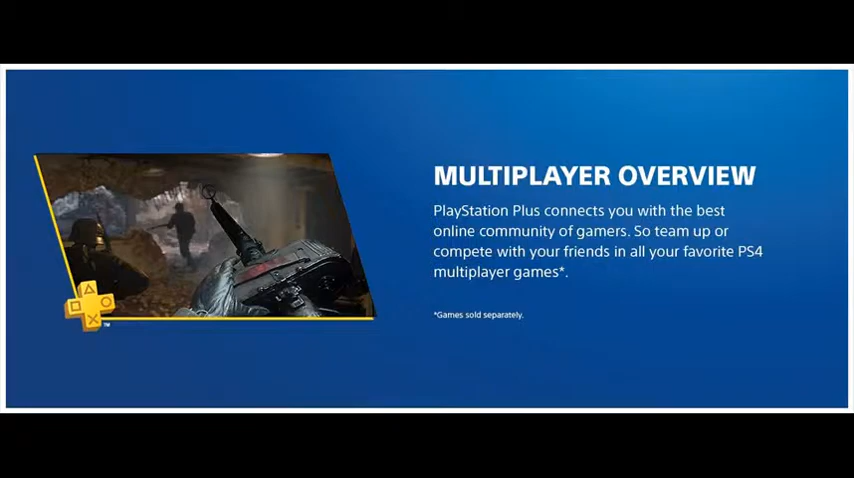 MULTIPLAYER OVERVIEW
PlayStation Plus connects you with the best
online community of gamers. So team up or
compete with your friends in all your favorite PS4
multiplayer games*.
*Games sold separately.
TM